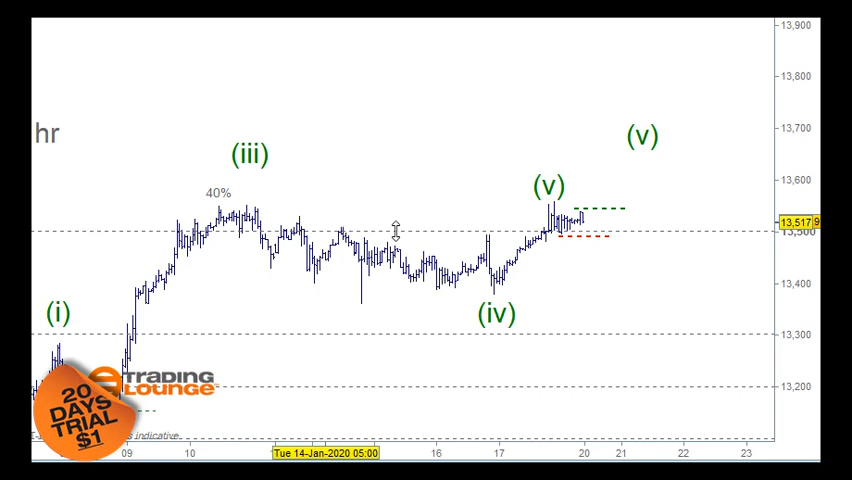 13,900
13,800
13,700
hr
(v)
(iii)
13,600
40%
(v)
13,517
9
13,500
13,400
(i)
(iv)
13,300
e TRADING
LOUNGE
20
DAYS
TRIAL
$1
13,200
s indicative
09
10
Tue 14-Jan-2020 05:00
16
17
20
21
22
23